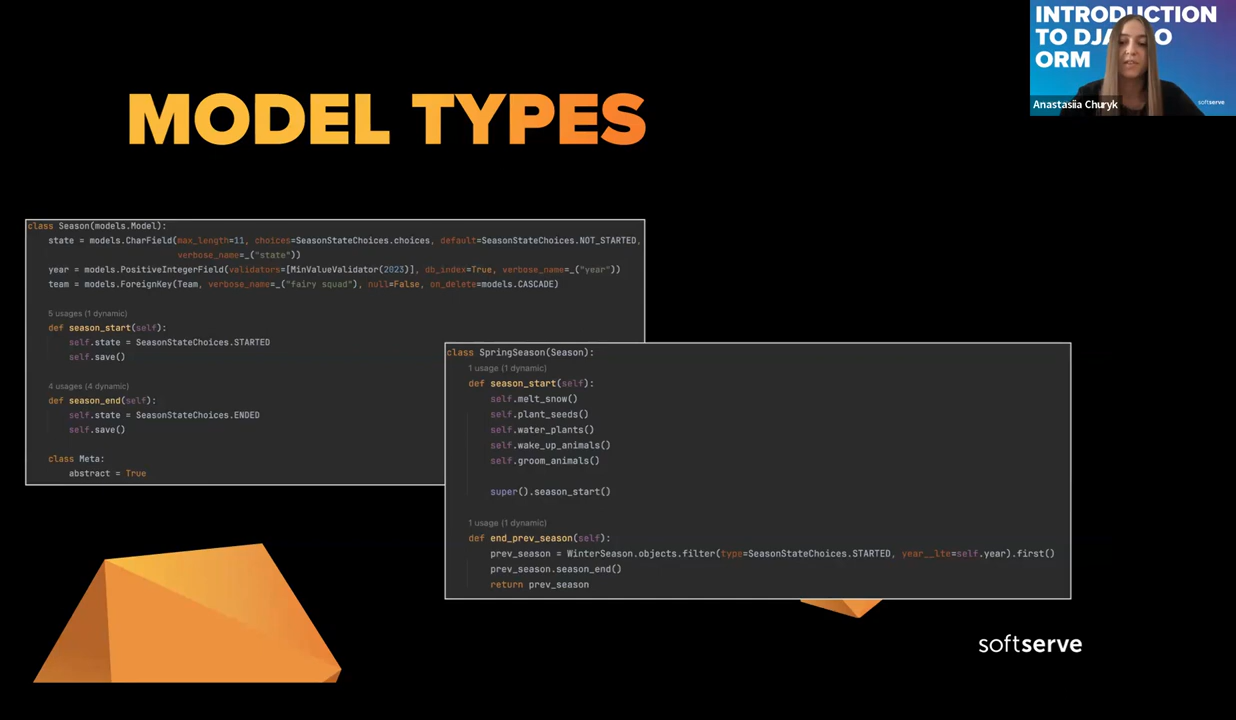 INTRODUCTION
TO DJA O
ORM
Anastasiia Churyk
softserve
MODEL TYPES
class Season(models.Model):
state = models.CharField(max_length=11, choices=SeasonStateChoices.choices, default=SeasonStateChoices.NOT_STARTED,
verbose_name=_("state"))
year = models.PositiveIntegerField(validators=[MinValueValidator(2023)], db_index=True, verbose_name=_("year"))
team = models.ForeignKey(Team, verbose_name=_("fairy squad"), null=False, on_delete=models.CASCADE)
5 usages (1 dynamic)
def season_start(self):
self.state = SeasonStateChoices.STARTED
self.save()
4 usages (4 dynamic)
def season_end(self):
self.state = SeasonStateChoices.ENDED
self.save()
class Meta:
abstract = True
class SpringSeason(Season):
1 usage (1 dynamic)
def season_start(self):
self.melt_snow()
self.plant_seeds()
self.water_plants()
self.wake_up_animals()
self.groom_animals()
super().season_start()
1 usage (1 dynamic)
def end_prev_season(self):
prev_season = WinterSeason.objects.filter(type=SeasonStateChoices.STARTED, year__lte=self.year).first()
prev_season.season_end()
return prev_season
softserve